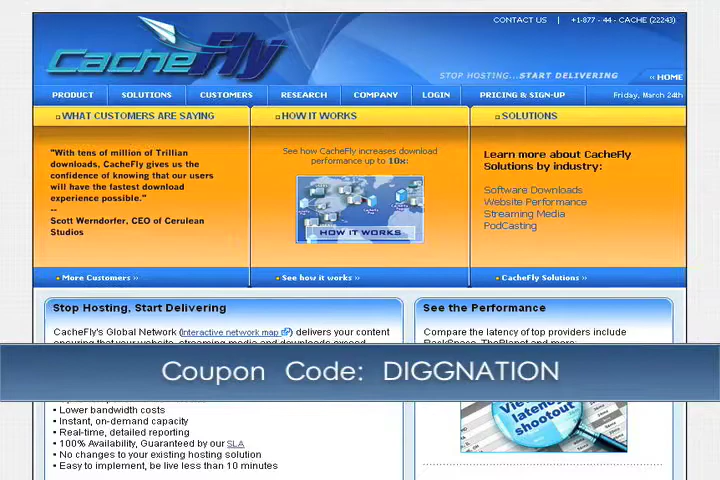 CONTACT US | +1-877 - 44 - CACHE (22243)
CacheFly
STOP HOSTING...START DELIVERING
‹‹ HOME
PRODUCT SOLUTIONS CUSTOMERS RESEARCH COMPANY LOGIN PRICING & SIGN-UP Friday, March 24th
WHAT CUSTOMERS ARE SAYING
"With tens of million of Trillian
downloads, CacheFly gives us the
confidence of knowing that our users
will have the fastest download
experience possible."
--
Scott Werndorfer, CEO of Cerulean
Studios
More Customers ››
HOW IT WORKS
See how CacheFly increases download
performance up to 10x:
HOW IT WORKS
See how it works ››
SOLUTIONS
Learn more about CacheFly
Solutions by industry:
Software Downloads
Website Performance
Streaming Media
PodCasting
CacheFly Solutions ››
Stop Hosting, Start Delivering
CacheFly's Global Network (Interactive network map) delivers your content
See the Performance
Compare the latency of top providers include
Coupon Code: DIGGNATION
• Lower bandwidth costs
• Instant, on-demand capacity
• Real-time, detailed reporting
• 100% Availability, Guaranteed by our SLA
• No changes to your existing hosting solution
• Easy to implement, be live less than 10 minutes
View
latency
shootout